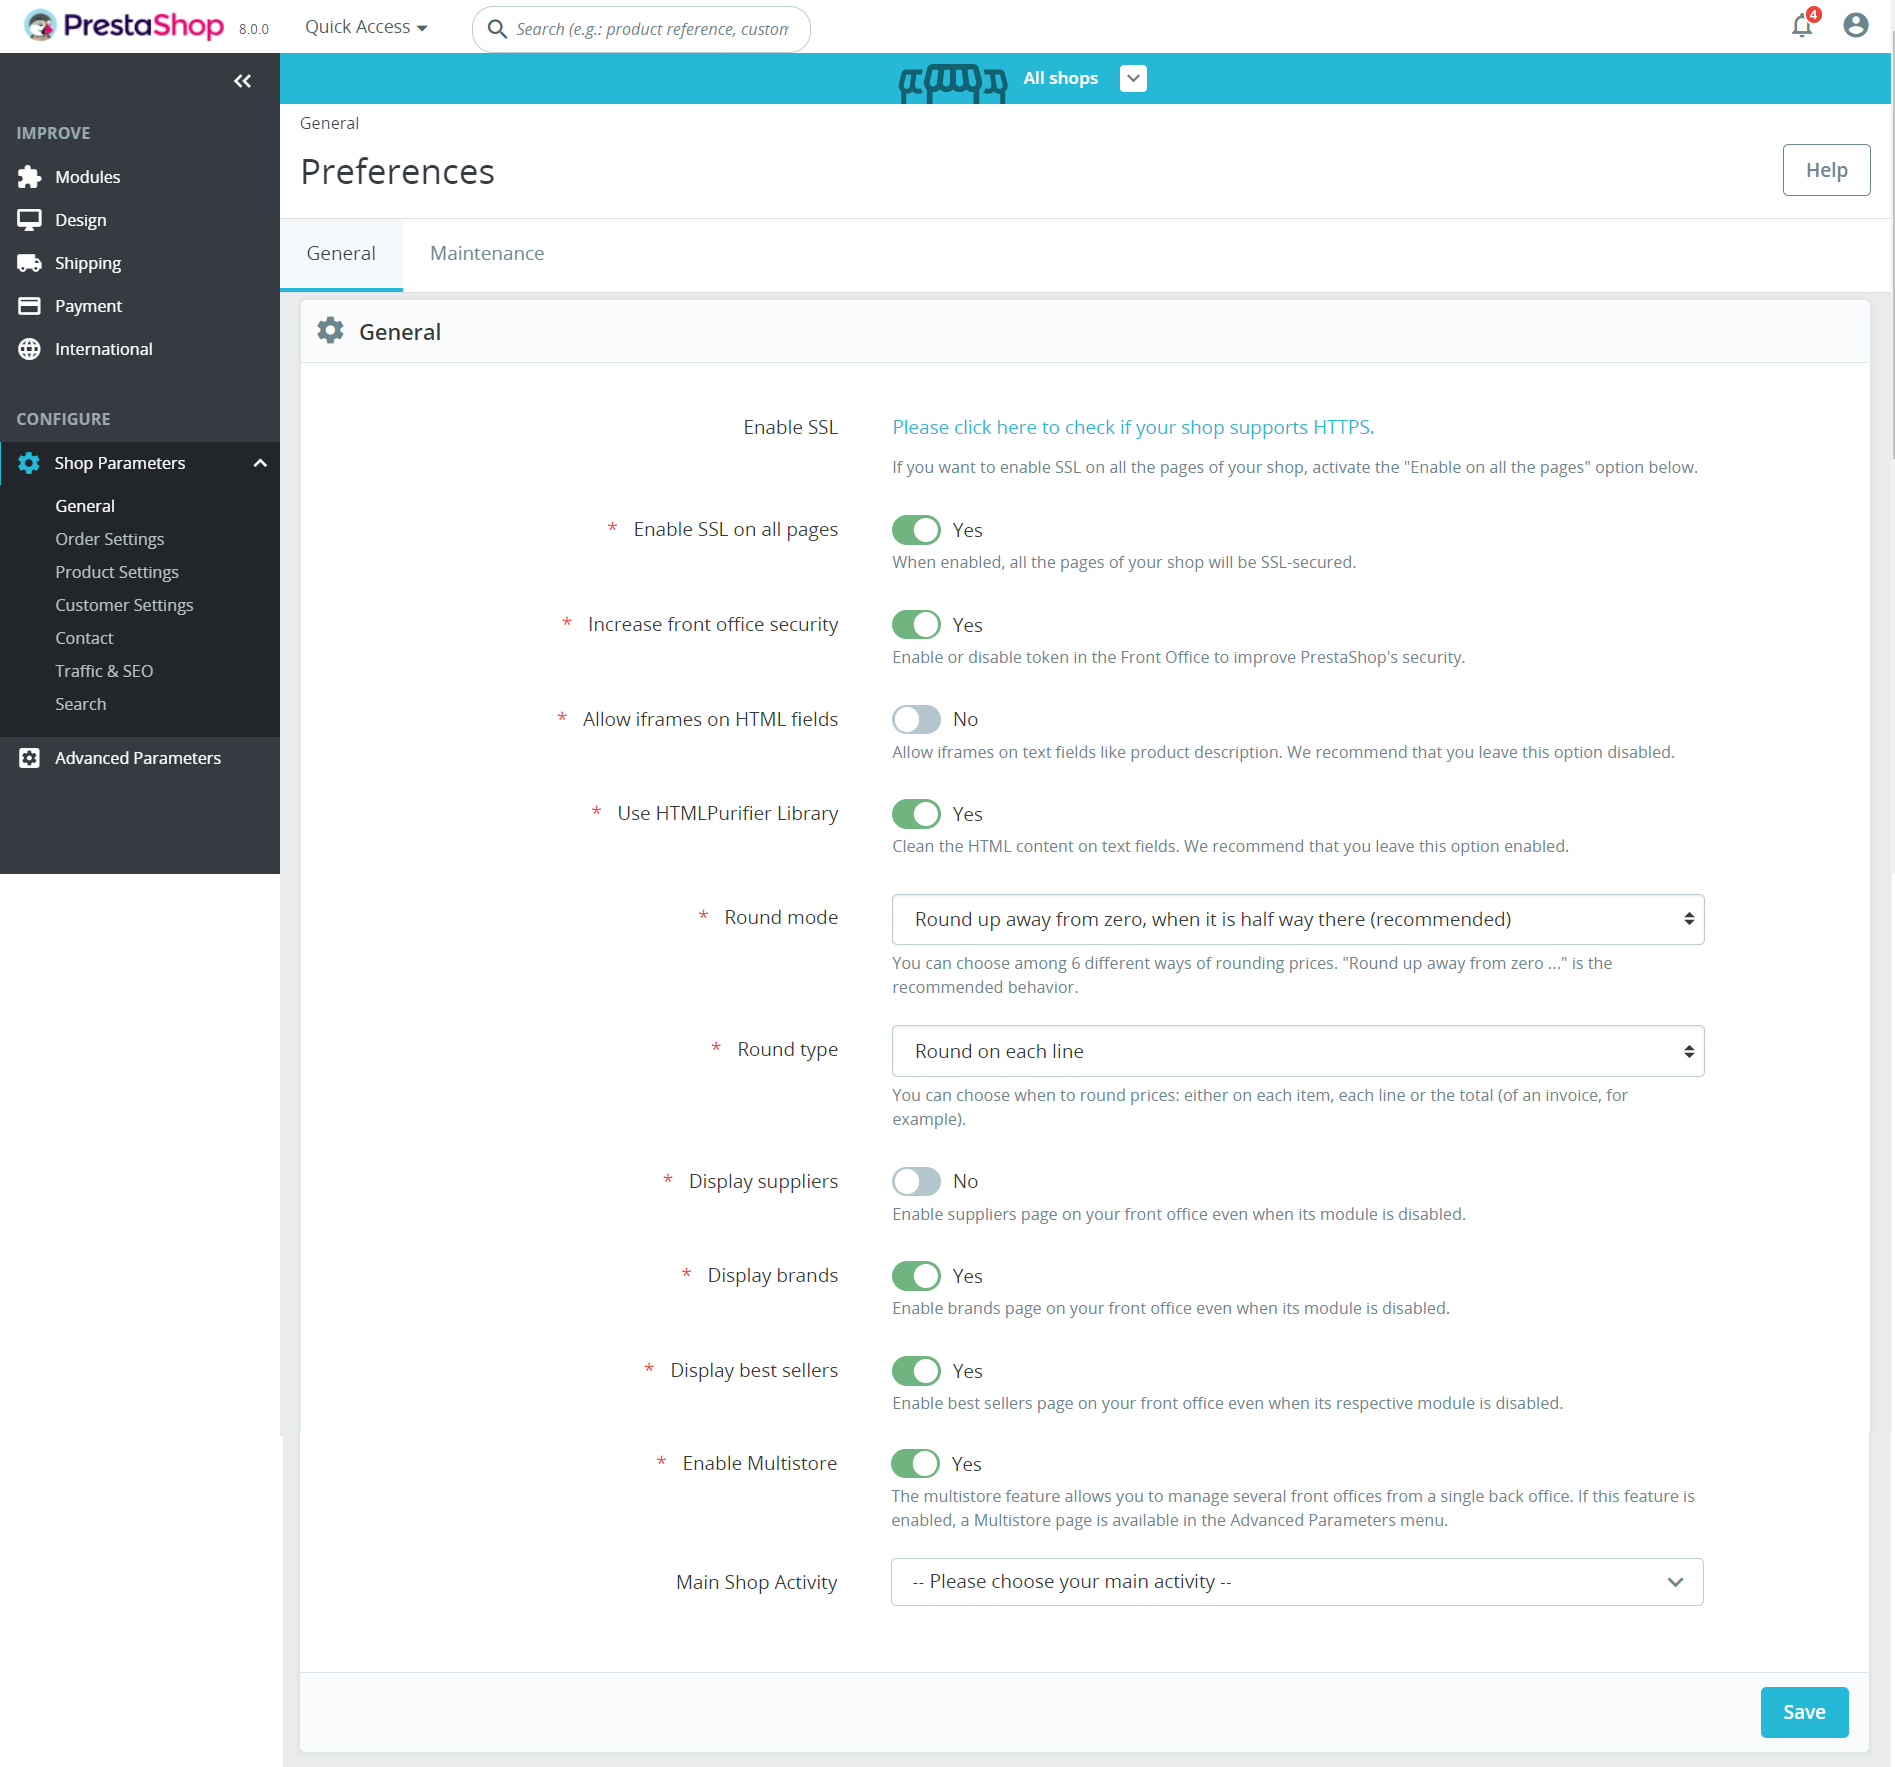 PrestaShop 8.0.0 Quick Access Search (e.g.: product reference, custom 4
All shops
IMPROVE
Modules
Design
Shipping
Payment
International
CONFIGURE
Shop Parameters
General
Order Settings
Product Settings
Customer Settings
Contact
Traffic & SEO
Search
Advanced Parameters
General
Preferences
Help
General Maintenance
General
Enable SSL Please click here to check if your shop supports HTTPS.
If you want to enable SSL on all the pages of your shop, activate the "Enable on all the pages" option below.
* Enable SSL on all pages Yes
When enabled, all the pages of your shop will be SSL-secured.
* Increase front office security Yes
Enable or disable token in the Front Office to improve PrestaShop's security.
* Allow iframes on HTML fields No
Allow iframes on text fields like product description. We recommend that you leave this option disabled.
* Use HTMLPurifier Library Yes
Clean the HTML content on text fields. We recommend that you leave this option enabled.
* Round mode Round up away from zero, when it is half way there (recommended)
You can choose among 6 different ways of rounding prices. "Round up away from zero ..." is the
recommended behavior.
* Round type Round on each line
You can choose when to round prices: either on each item, each line or the total (of an invoice, for
example).
* Display suppliers No
Enable suppliers page on your front office even when its module is disabled.
* Display brands Yes
Enable brands page on your front office even when its module is disabled.
* Display best sellers Yes
Enable best sellers page on your front office even when its respective module is disabled.
* Enable Multistore Yes
The multistore feature allows you to manage several front offices from a single back office. If this feature is
enabled, a Multistore page is available in the Advanced Parameters menu.
Main Shop Activity -- Please choose your main activity --
Save